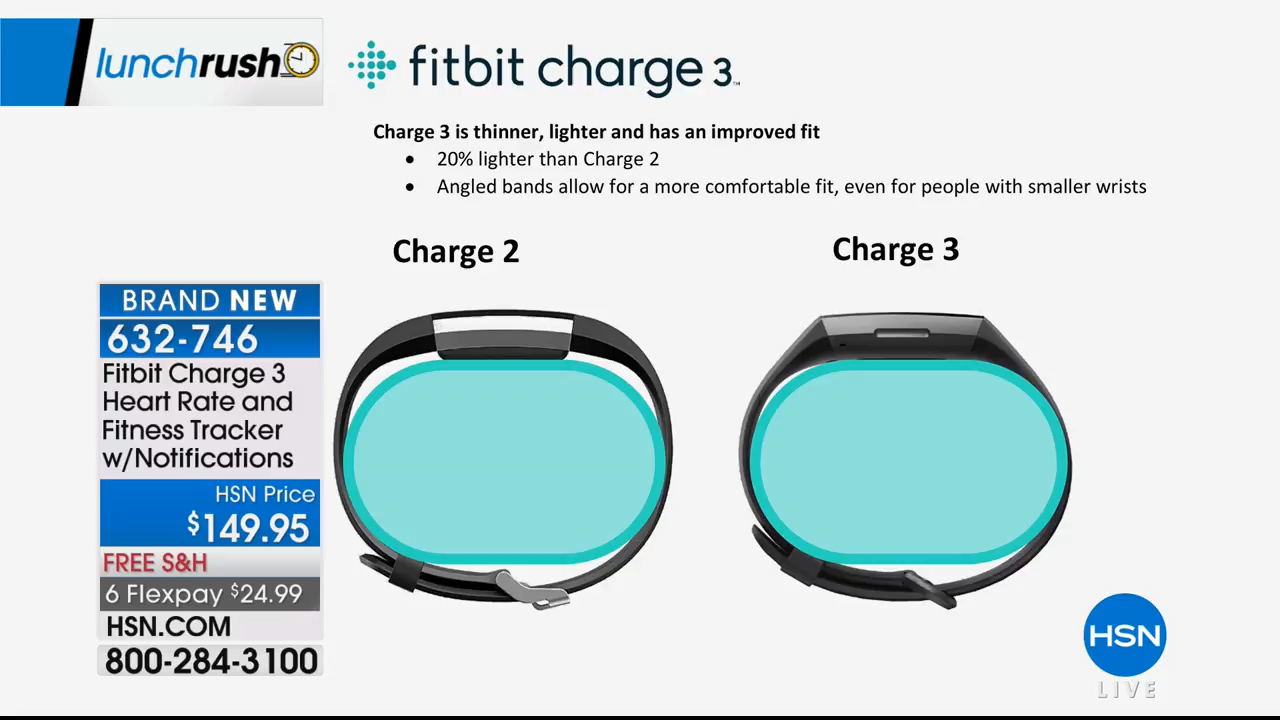 lunchrush
fitbit charge 3™
Charge 3 is thinner, lighter and has an improved fit
• 20% lighter than Charge 2
• Angled bands allow for a more comfortable fit, even for people with smaller wrists
Charge 2
Charge 3
BRAND NEW
632-746
Fitbit Charge 3
Heart Rate and
Fitness Tracker
w/Notifications
HSN Price
$149.95
FREE S&H
6 Flexpay $24.99
HSN.COM
800-284-3100
HSN
LIVE